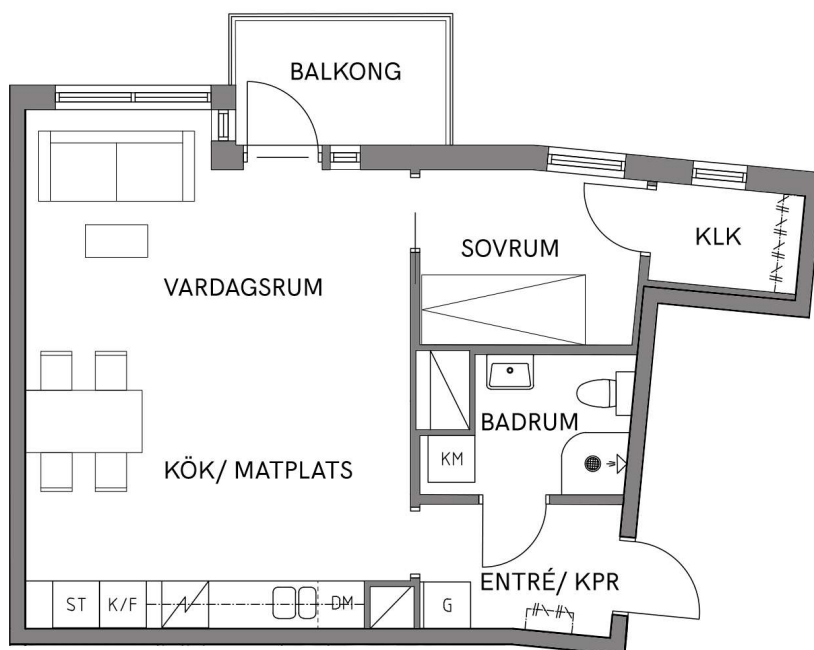 BALKONG
KLK
SOVRUM
VARDAGSRUM
BADRUM
KM
KÖK/ MATPLATS
ENTRÉ/ KPR
ST
K/F
DM
G